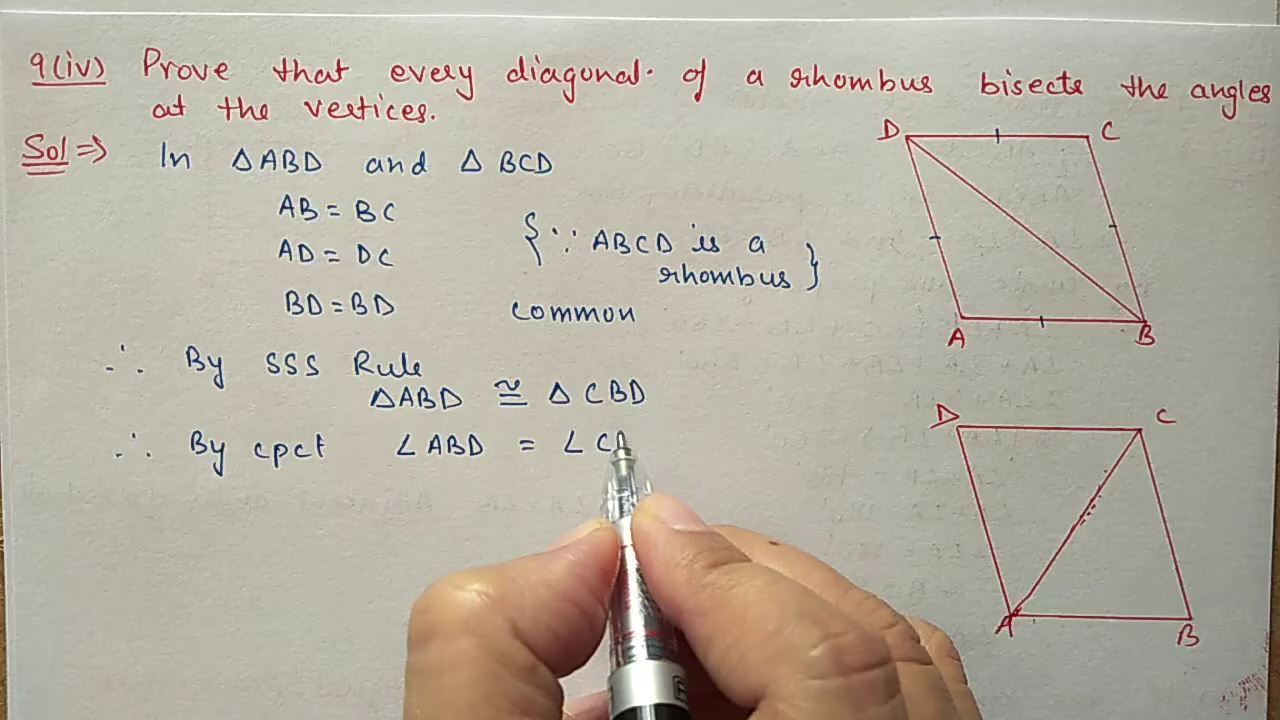 9(iv) Prove that every diagonal. of a rhombus bisects the angles
at the vertices.
Sol⇒ In △ABD and △ BCD
AB = BC
AD = DC
{∵ ABCD is a
rhombus}
BD = BD common
∴ By SSS Rule
△ABD ≅ △ CBD
∴ By cpct ∠ABD = ∠C
D C
A B
D C
A B